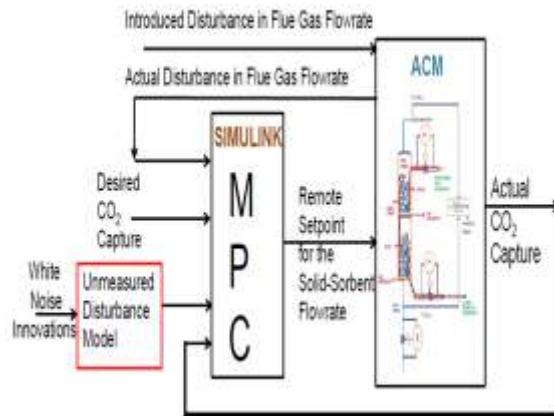 Introduced Disturbance in Flue Gas Flowrate
ACM
Actual Disturbance in Flue Gas Flowrate
SIMULINK
M
P
C
Desired
CO2
Capture
Remote
Setpoint
for the
Solid-Sorbent
Flowrate
Actual
CO2
Capture
White
Noise
Innovations
Unmeasured
Disturbance
Model